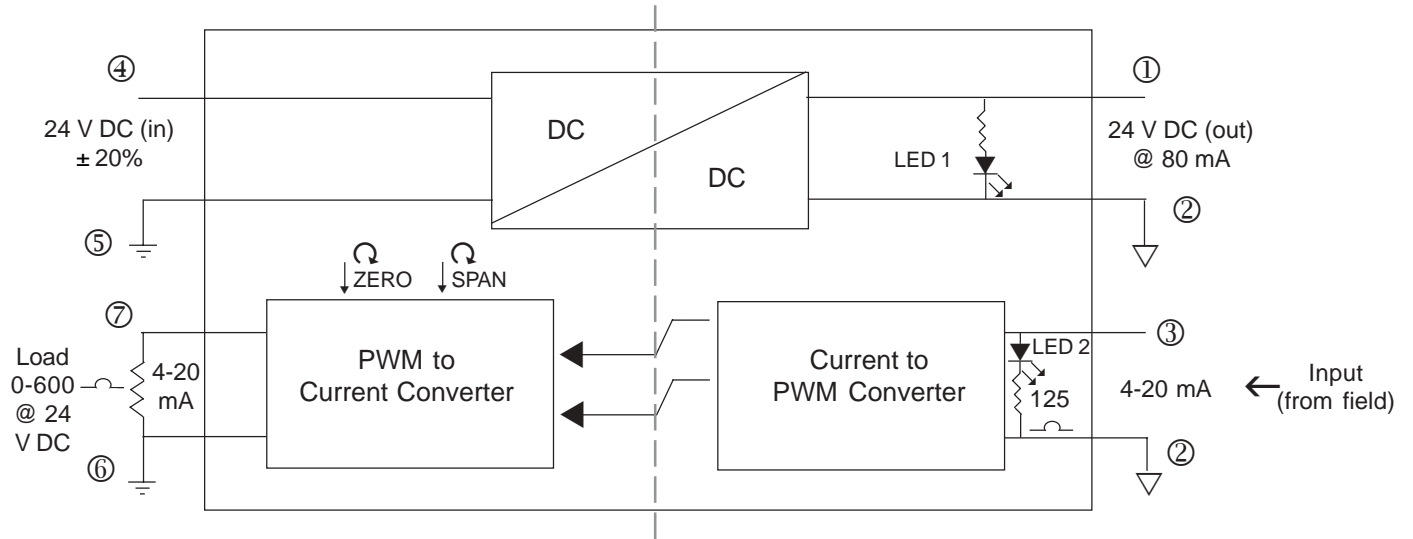 ④
24 V DC (in)
± 20%
⑤
DC
DC
LED 1
①
24 V DC (out)
@ 80 mA
②
ZERO
SPAN
⑦
Load
0-600
@ 24
V DC
4-20
mA
⑥
PWM to
Current Converter
Current to
PWM Converter
LED 2
125
③
4-20 mA
②
Input
(from field)